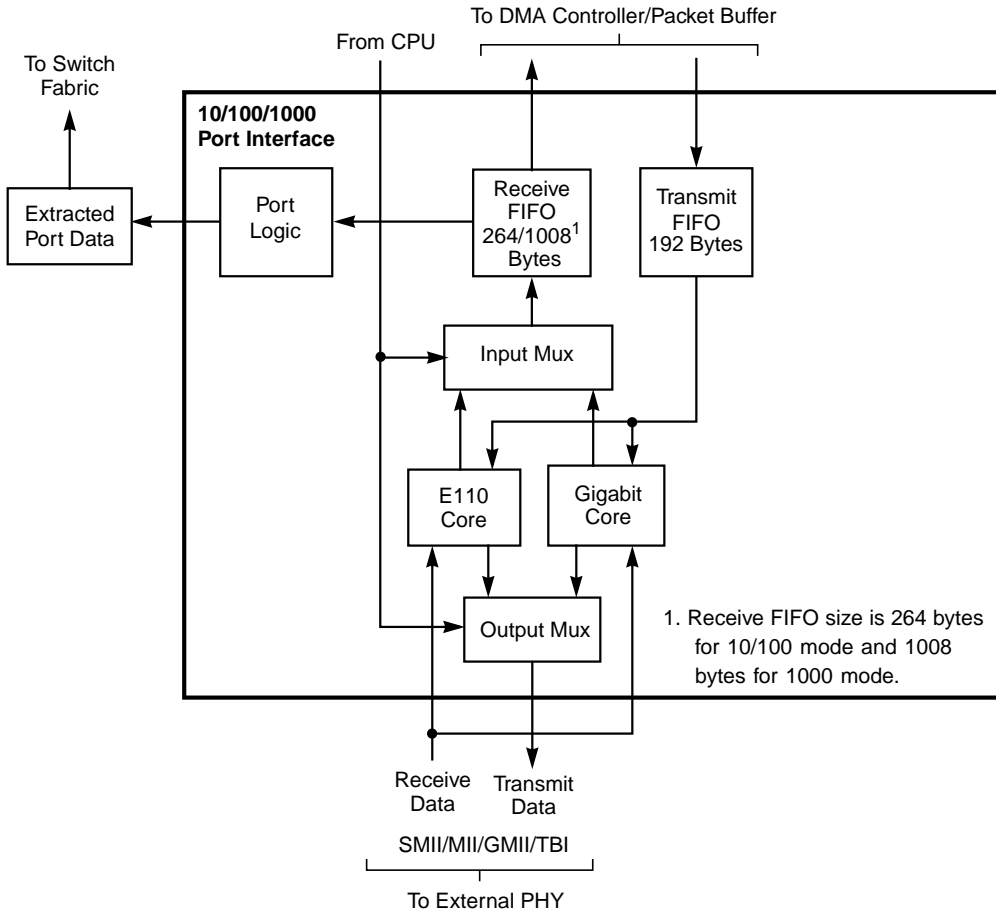 To DMA Controller/Packet Buffer
From CPU
To Switch
Fabric
10/100/1000
Port Interface
Extracted
Port Data
Port
Logic
Receive
FIFO
264/1008¹
Bytes
Transmit
FIFO
192 Bytes
Input Mux
E110
Core
Gigabit
Core
Output Mux
1. Receive FIFO size is 264 bytes
for 10/100 mode and 1008
bytes for 1000 mode.
Receive
Data
Transmit
Data
SMII/MII/GMII/TBI
To External PHY